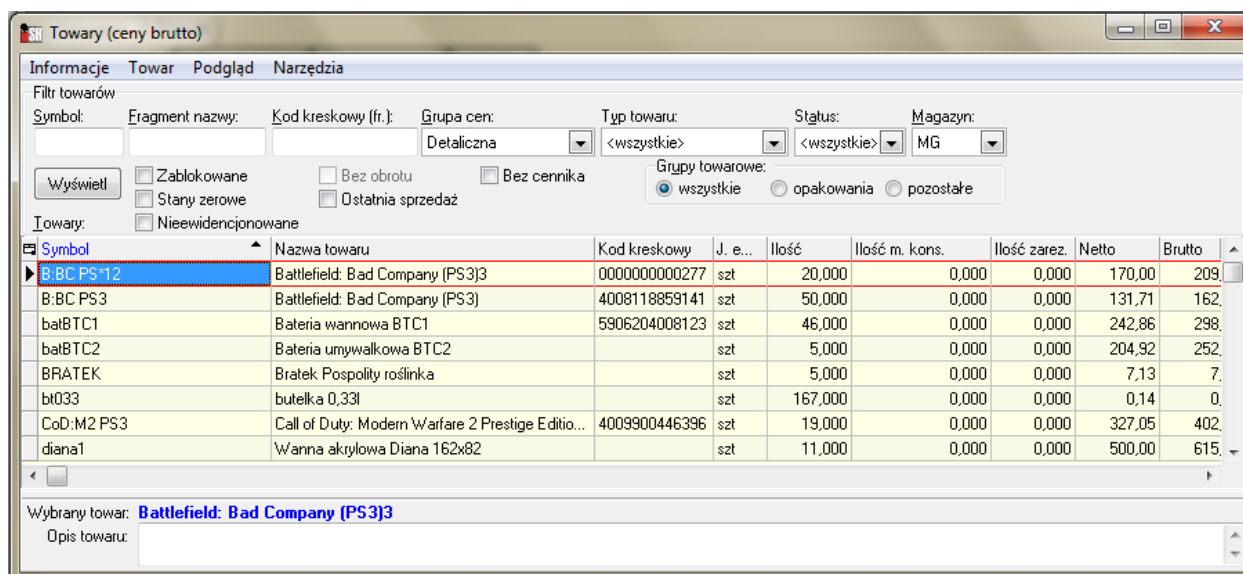 SH Towary (ceny brutto)
Informacje Towar Podgląd Narzędzia
Filtr towarów
Symbol: Fragment nazwy: Kod kreskowy (fr.): Grupa cen: Typ towaru: Status: Magazyn:
Detaliczna <wszystkie> <wszystkie> MG
Wyświetl Zablokowane Bez obrotu Bez cennika Grupy towarowe:
Stany zerowe Ostatnia sprzedaż wszystkie opakowania pozostałe
Towary: Nieewidencjonowane
Symbol Nazwa towaru Kod kreskowy J. e... Ilość Ilość m. kons. Ilość zarez. Netto Brutto
B:BC PS*12 Battlefield: Bad Company (PS3)3 0000000000277 szt 20,000 0,000 0,000 170,00 209,
B:BC PS3 Battlefield: Bad Company (PS3) 4008118859141 szt 50,000 0,000 0,000 131,71 162,
batBTC1 Bateria wannowa BTC1 5906204008123 szt 46,000 0,000 0,000 242,86 298,
batBTC2 Bateria umywalkowa BTC2 szt 5,000 0,000 0,000 204,92 252,
BRATEK Bratek Pospolity roślinka szt 5,000 0,000 0,000 7,13 7,
bt033 butelka 0,33l szt 167,000 0,000 0,000 0,14 0,
CoD:M2 PS3 Call of Duty: Modern Warfare 2 Prestige Editio... 4009900446396 szt 19,000 0,000 0,000 327,05 402,
diana1 Wanna akrylowa Diana 162x82 szt 11,000 0,000 0,000 500,00 615,
Wybrany towar: Battlefield: Bad Company (PS3)3
Opis towaru: